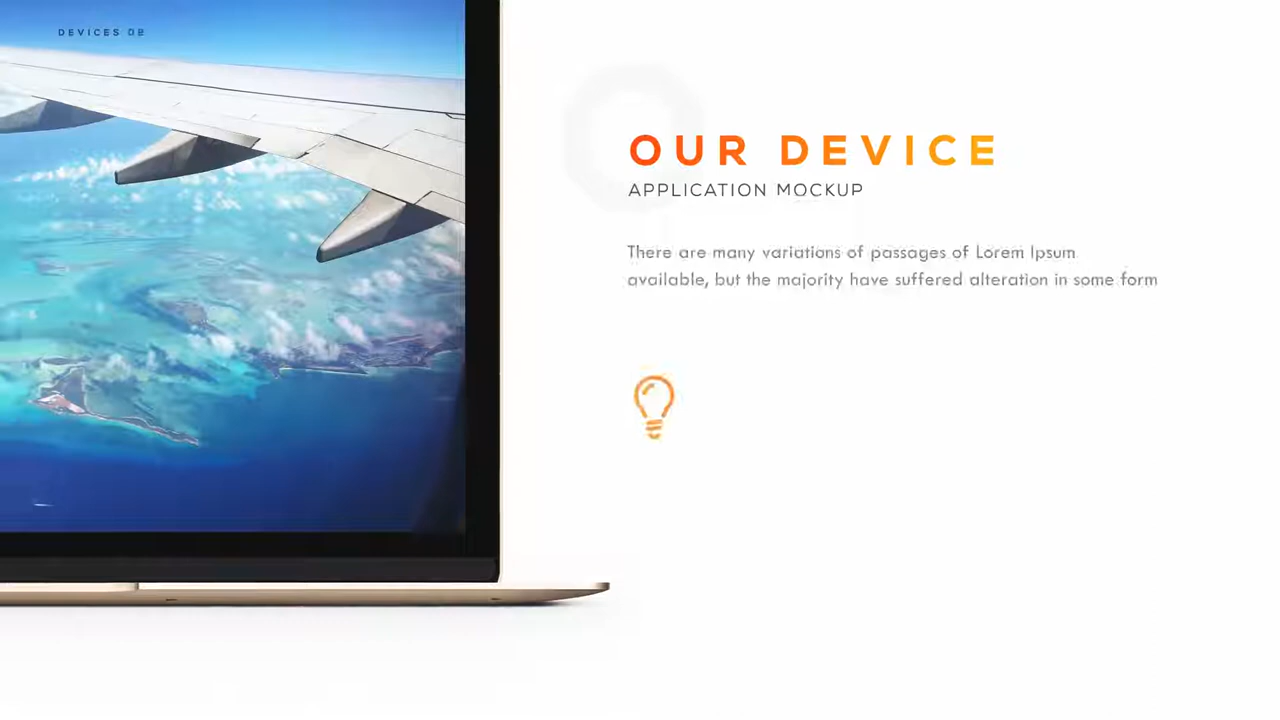 DEVICES 08
OUR DEVICE
APPLICATION MOCKUP
There are many variations of passages of Lorem Ipsum
available, but the majority have suffered alteration in some form